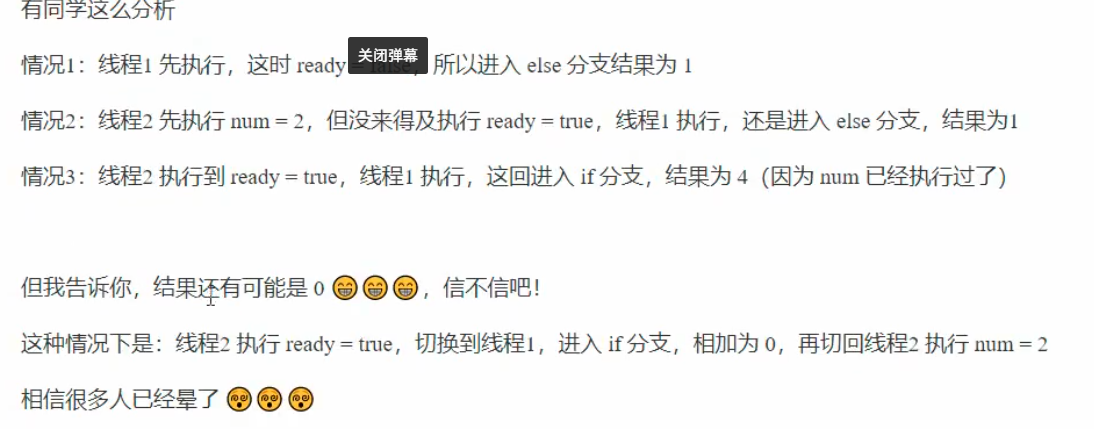 有同学这么分析
关闭弹幕
情况1：线程1 先执行，这时 ready = false，所以进入 else 分支结果为 1
情况2：线程2 先执行 num = 2，但没来得及执行 ready = true，线程1 执行，还是进入 else 分支，结果为1
情况3：线程2 执行到 ready = true，线程1 执行，这回进入 if 分支，结果为 4（因为 num 已经执行过了）
但我告诉你，结果还有可能是 0 😁😁😁，信不信吧！
这种情况下是：线程2 执行 ready = true，切换到线程1，进入 if 分支，相加为 0，再切回线程2 执行 num = 2
相信很多人已经晕了 😵😵😵